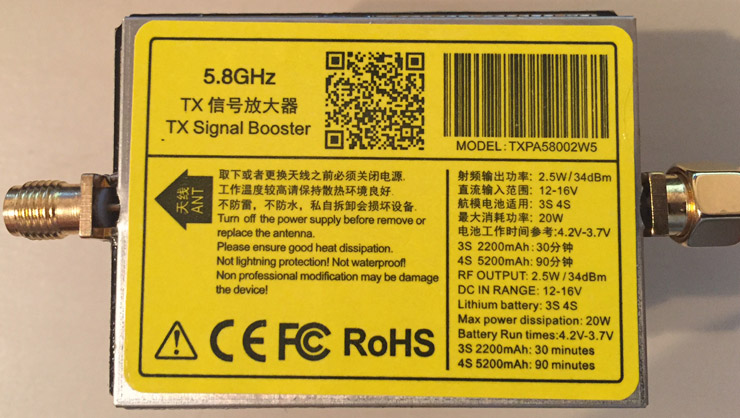 5.8GHz
TX 信号放大器
TX Signal Booster
MODEL: TXPA58002W5
天线
ANT
取下或者更换天线之前必须关闭电源.
工作温度较高请保持散热环境良好.
不防雷，不防水，私自拆卸会损坏设备.
Turn off the power supply before remove or
replace the antenna.
Please ensure good heat dissipation.
Not lightning protection! Not waterproof!
Non professional modification may be damage
the device!
CE FC RoHS
射频输出功率: 2.5W/34dBm
直流输入范围: 12-16V
航模电池适用: 3S 4S
最大消耗功率: 20W
电池工作时间参考:4.2V-3.7V
3S 2200mAh: 30分钟
4S 5200mAh: 90分钟
RF OUTPUT: 2.5W/34dBm
DC IN RANGE: 12-16V
Lithium battery: 3S 4S
Max power dissipation: 20W
Battery Run times:4.2V-3.7V
3S 2200mAh: 30 minutes
4S 5200mAh: 90 minutes